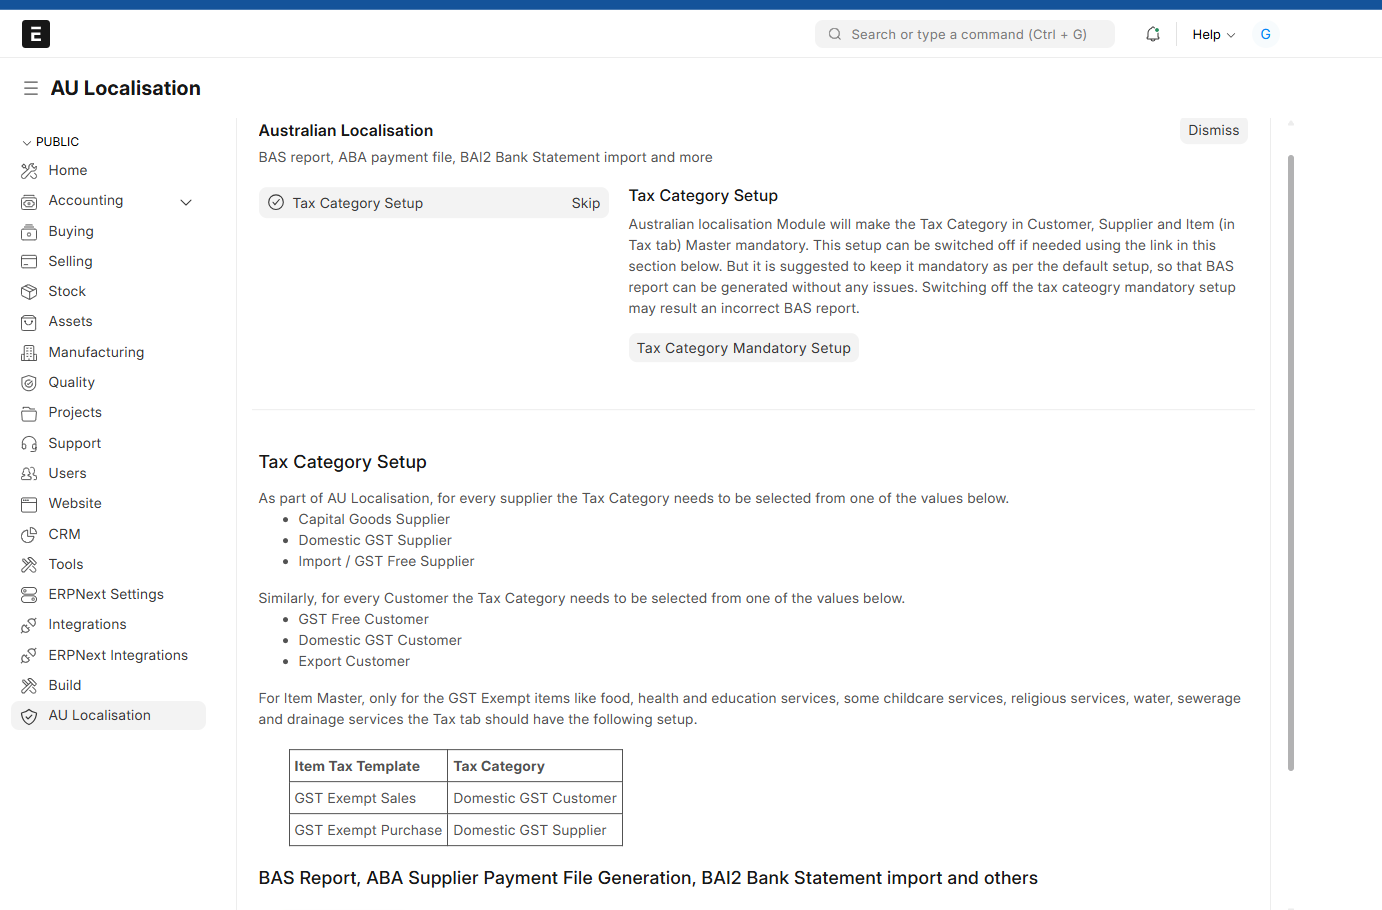 E
Search or type a command (Ctrl + G)
Help
G
AU Localisation
PUBLIC
Home
Accounting
Buying
Selling
Stock
Assets
Manufacturing
Quality
Projects
Support
Users
Website
CRM
Tools
ERPNext Settings
Integrations
ERPNext Integrations
Build
AU Localisation
Australian Localisation
Dismiss
BAS report, ABA payment file, BAI2 Bank Statement import and more
Tax Category Setup Skip
Tax Category Setup
Australian localisation Module will make the Tax Category in Customer, Supplier and Item (in
Tax tab) Master mandatory. This setup can be switched off if needed using the link in this
section below. But it is suggested to keep it mandatory as per the default setup, so that BAS
report can be generated without any issues. Switching off the tax cateogry mandatory setup
may result an incorrect BAS report.
Tax Category Mandatory Setup
Tax Category Setup
As part of AU Localisation, for every supplier the Tax Category needs to be selected from one of the values below.
• Capital Goods Supplier
• Domestic GST Supplier
• Import / GST Free Supplier
Similarly, for every Customer the Tax Category needs to be selected from one of the values below.
• GST Free Customer
• Domestic GST Customer
• Export Customer
For Item Master, only for the GST Exempt items like food, health and education services, some childcare services, religious services, water, sewerage
and drainage services the Tax tab should have the following setup.
Item Tax Template Tax Category
GST Exempt Sales Domestic GST Customer
GST Exempt Purchase Domestic GST Supplier
BAS Report, ABA Supplier Payment File Generation, BAI2 Bank Statement import and others